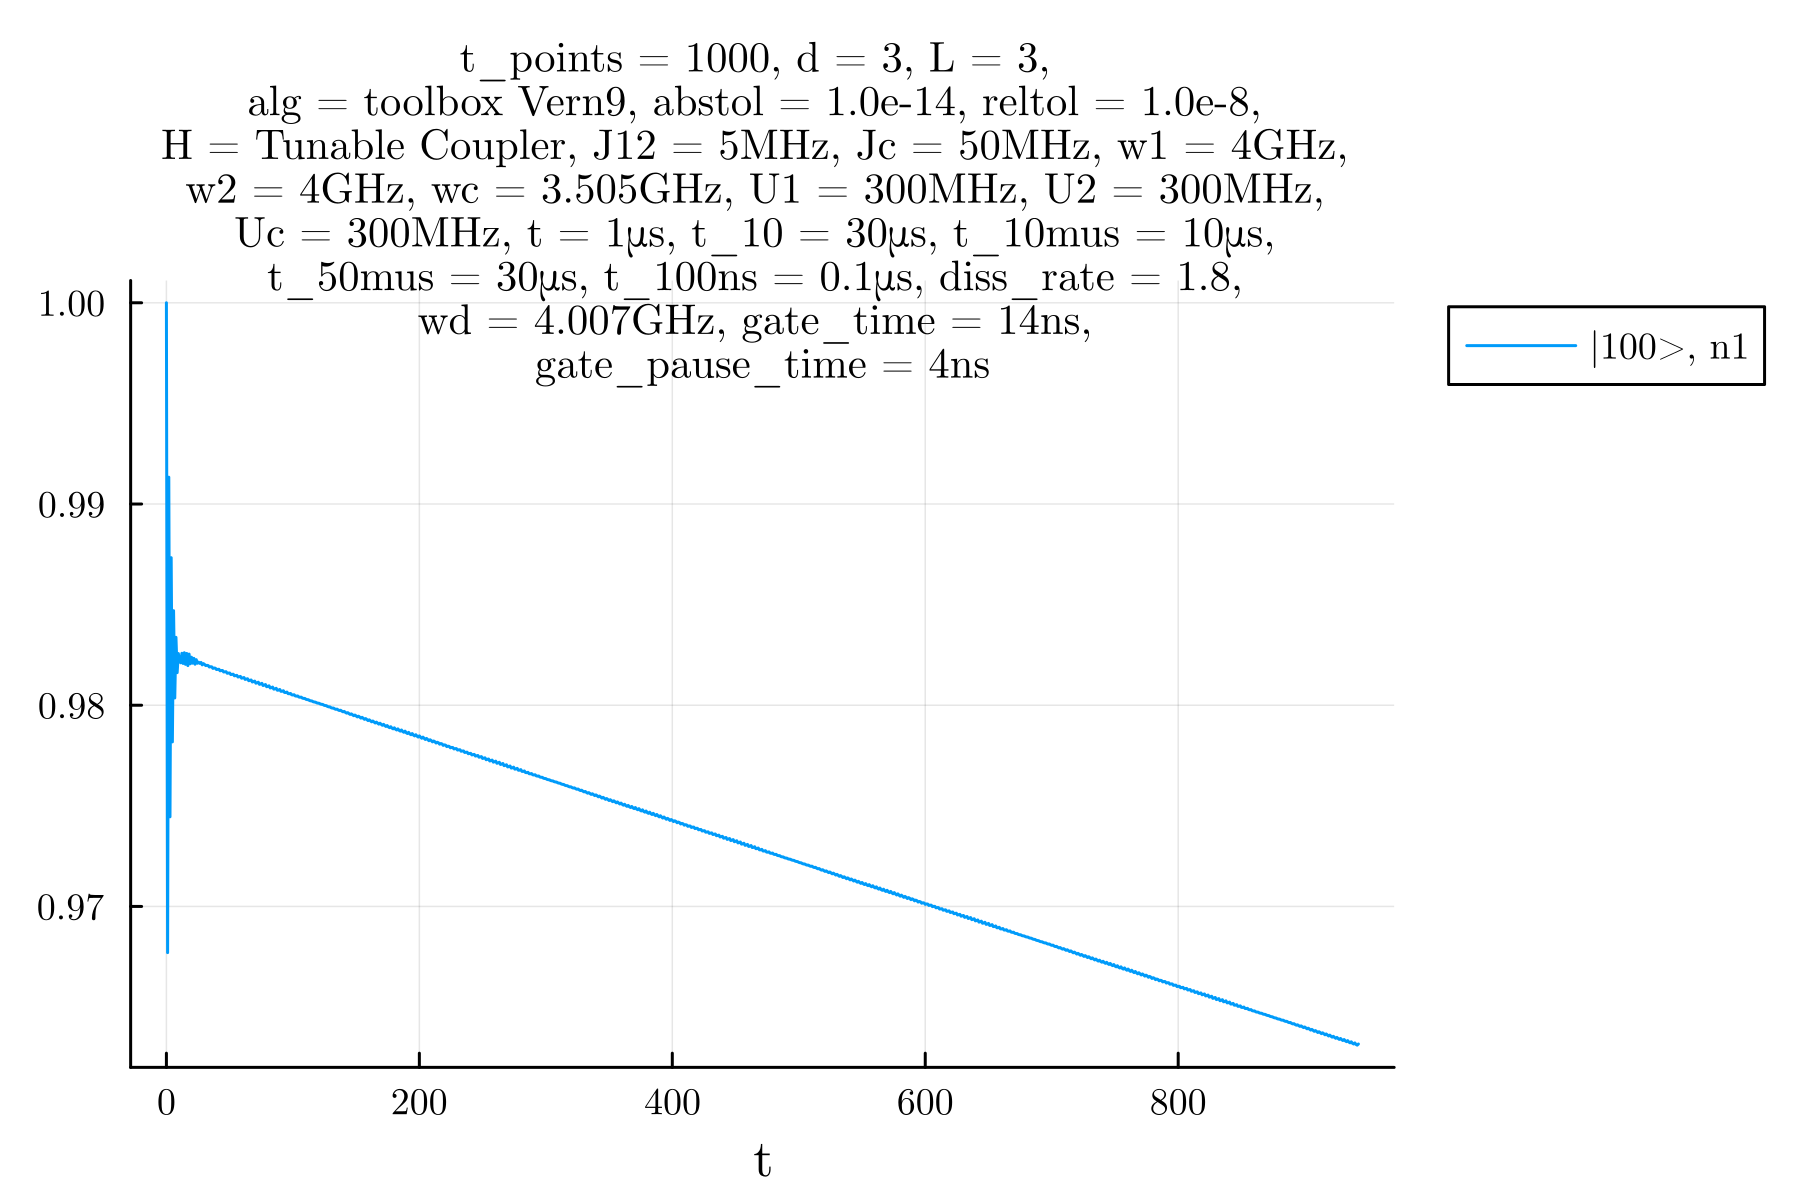 t_points = 1000, d = 3, L = 3,
alg = toolbox Vern9, abstol = 1.0e-14, reltol = 1.0e-8,
H = Tunable Coupler, J12 = 5MHz, Jc = 50MHz, w1 = 4GHz,
w2 = 4GHz, wc = 3.505GHz, U1 = 300MHz, U2 = 300MHz,
Uc = 300MHz, t = 1μs, t_10 = 30μs, t_10mus = 10μs,
t_50mus = 30μs, t_100ns = 0.1μs, diss_rate = 1.8,
wd = 4.007GHz, gate_time = 14ns,
gate_pause_time = 4ns
1.00
0.99
0.98
0.97
0 200 400 600 800
t
|100>, n1